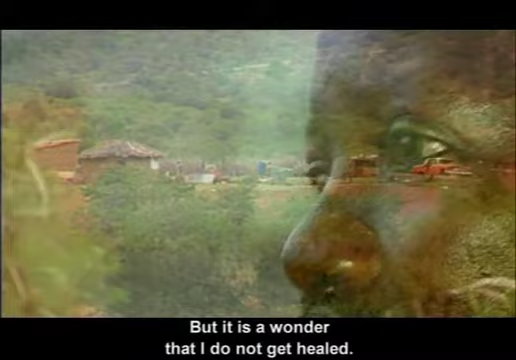 But it is a wonder
that I do not get healed.